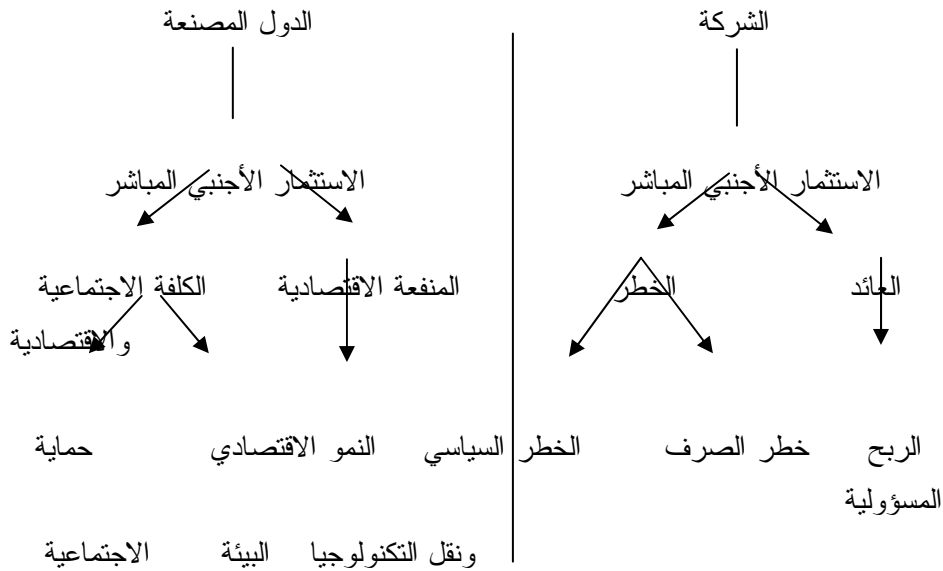 الشركة الدول المصنعة
الاستثمار الأجنبي المباشر الاستثمار الأجنبي المباشر
العائد الخطر المنفعة الاقتصادية الكلفة الاجتماعية
والاقتصادية
الربح خطر الصرف الخطر السياسي النمو الاقتصادي حماية
المسؤولية
ونقل التكنولوجيا البيئة الاجتماعية